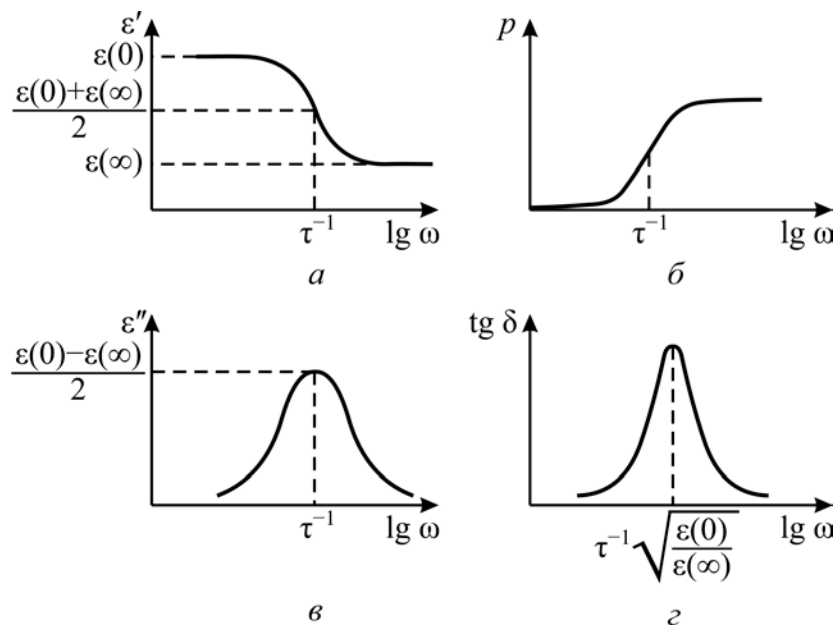 ε′
ε(0)
ε(0)+ε(∞)
2
ε(∞)
τ⁻¹
lg ω
а
p
τ⁻¹
lg ω
б
ε″
ε(0)−ε(∞)
2
τ⁻¹
lg ω
в
tg δ
lg ω
τ⁻¹√ε(0)
ε(∞)
г